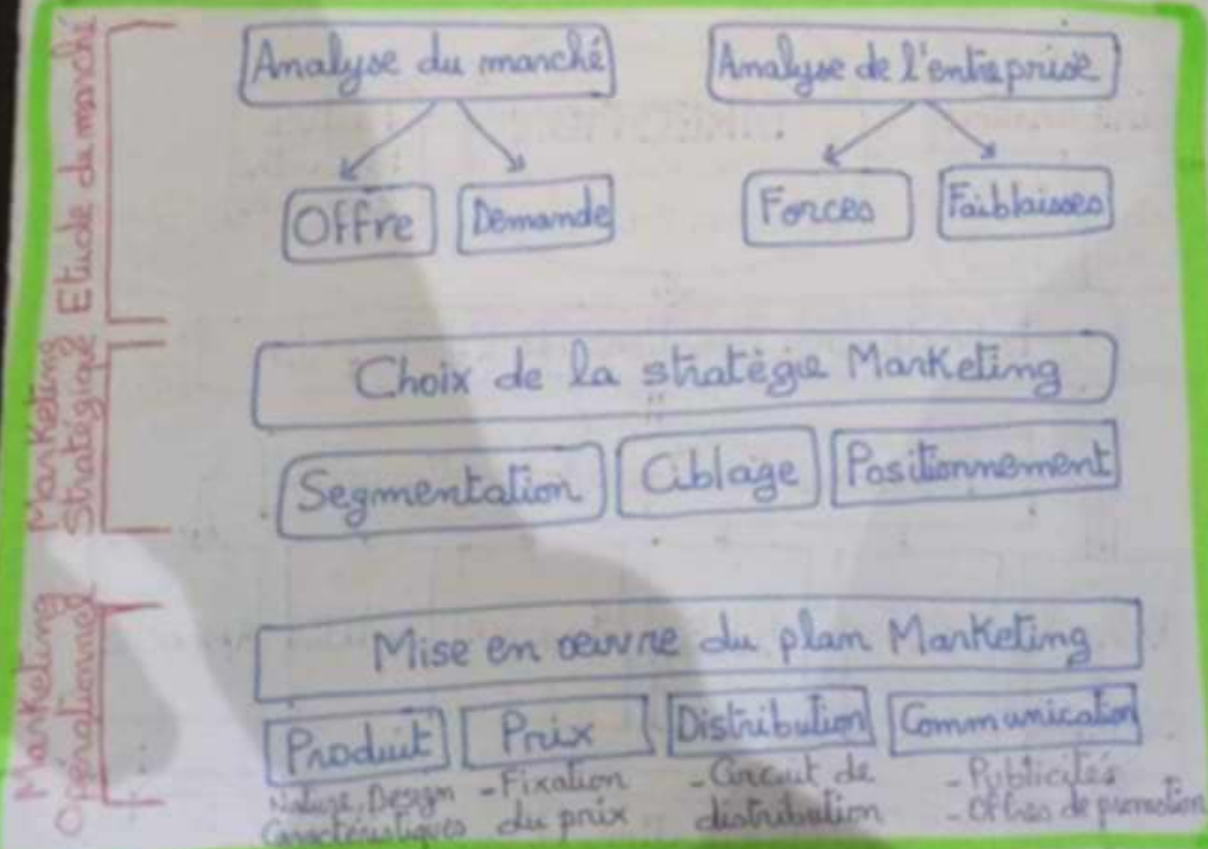 Etude du marché
Analyse du marché
Analyse de l'entreprise
Offre
Demande
Forces
Faiblaisses
Marketing
Stratégique
Choix de la stratégie Marketing
Segmentation
Ciblage
Positionnement
Marketing
Opérationnel
Mise en œuvre du plan Marketing
Produit
Prix
Distribution
Communication
Nature, Design
Caractéristiques
- Fixation
du prix
- Circuit de
distribution
- Publicités
- Offres de promotion